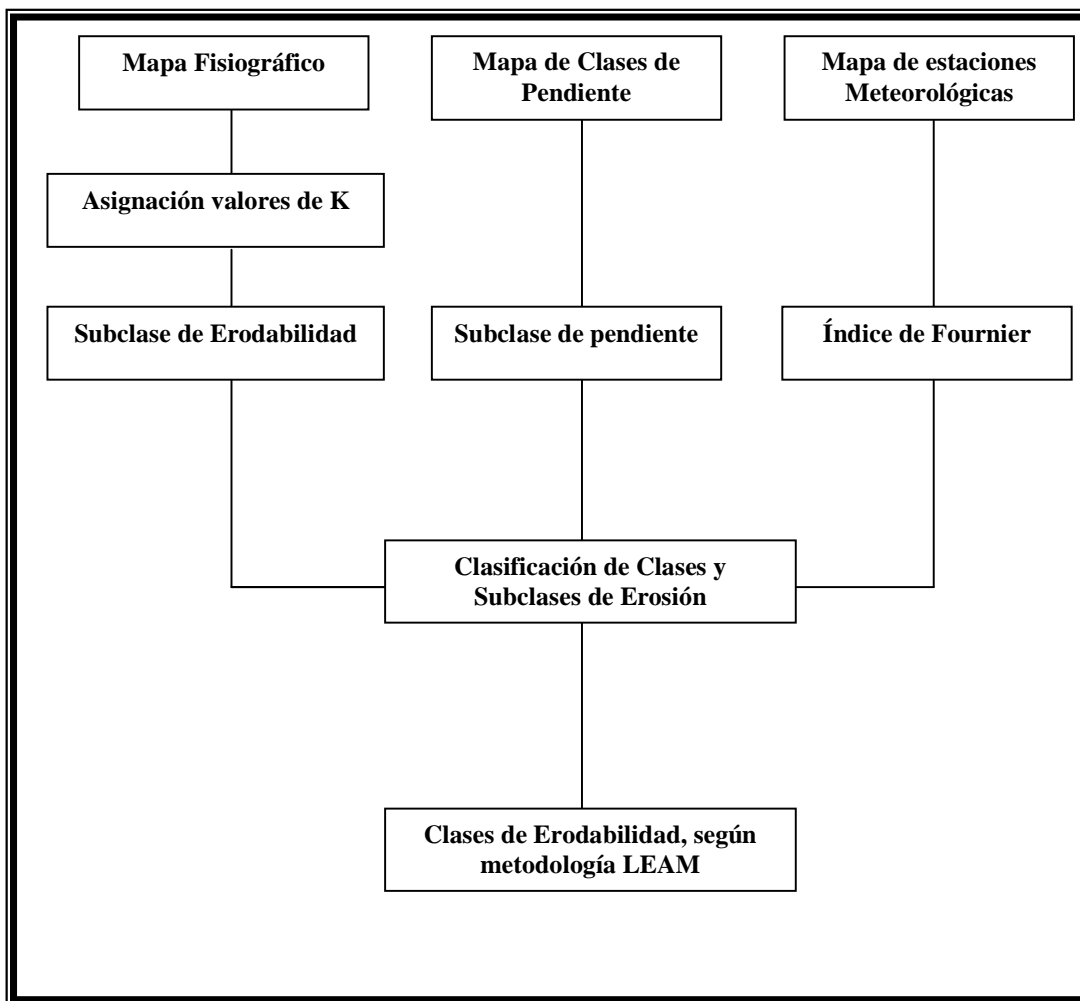 Mapa Fisiográfico
Mapa de Clases de
Pendiente
Mapa de estaciones
Meteorológicas
Asignación valores de K
Subclase de Erodabilidad
Subclase de pendiente
Índice de Fournier
Clasificación de Clases y
Subclases de Erosión
Clases de Erodabilidad, según
metodología LEAM